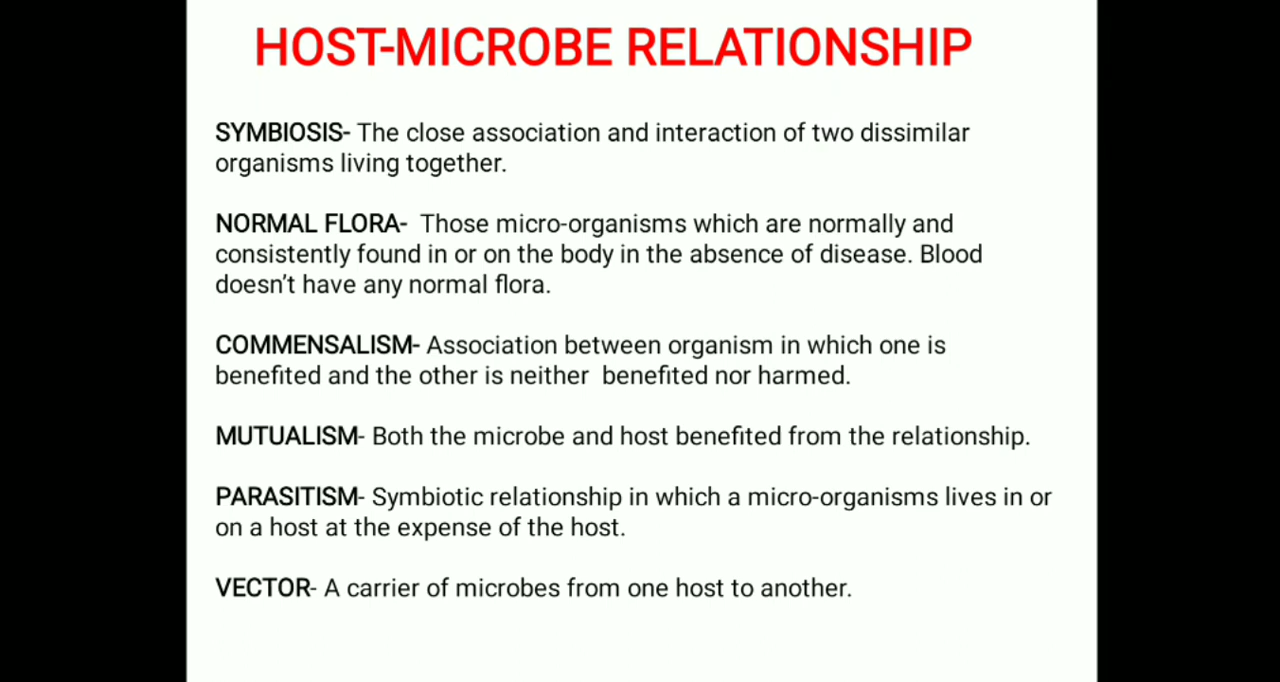 HOST-MICROBE RELATIONSHIP
SYMBIOSIS- The close association and interaction of two dissimilar
organisms living together.
NORMAL FLORA-  Those micro-organisms which are normally and
consistently found in or on the body in the absence of disease. Blood
doesn't have any normal flora.
COMMENSALISM- Association between organism in which one is
benefited and the other is neither  benefited nor harmed.
MUTUALISM- Both the microbe and host benefited from the relationship.
PARASITISM- Symbiotic relationship in which a micro-organisms lives in or
on a host at the expense of the host.
VECTOR- A carrier of microbes from one host to another.